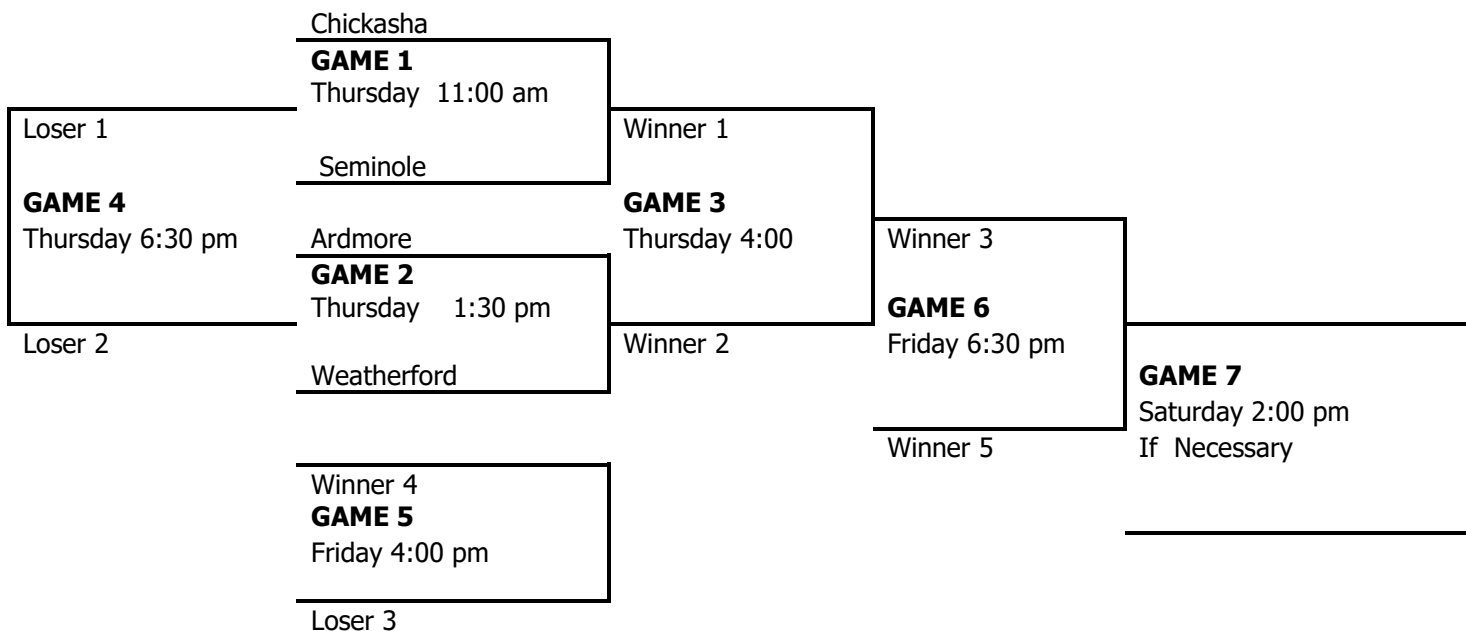 Chickasha
GAME 1
Thursday 11:00 am
Loser 1
Winner 1
Seminole
GAME 4
GAME 3
Thursday 6:30 pm
Ardmore
Thursday 4:00
Winner 3
GAME 2
Thursday 1:30 pm
GAME 6
Loser 2
Winner 2
Friday 6:30 pm
Weatherford
GAME 7
Saturday 2:00 pm
Winner 5
If Necessary
Winner 4
GAME 5
Friday 4:00 pm
Loser 3